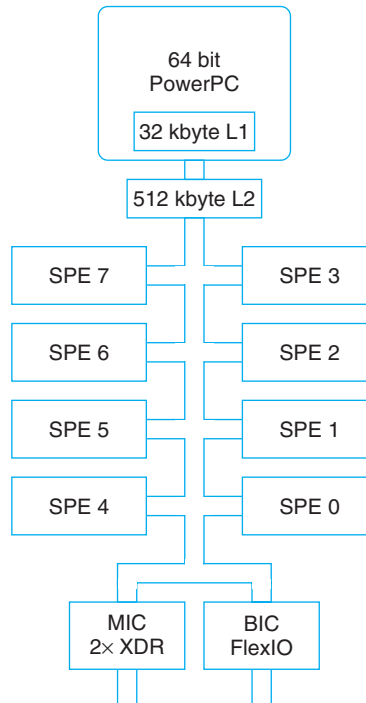 64 bit
PowerPC
32 kbyte L1
512 kbyte L2
SPE 7
SPE 3
SPE 6
SPE 2
SPE 5
SPE 1
SPE 4
SPE 0
MIC
2× XDR
BIC
FlexIO